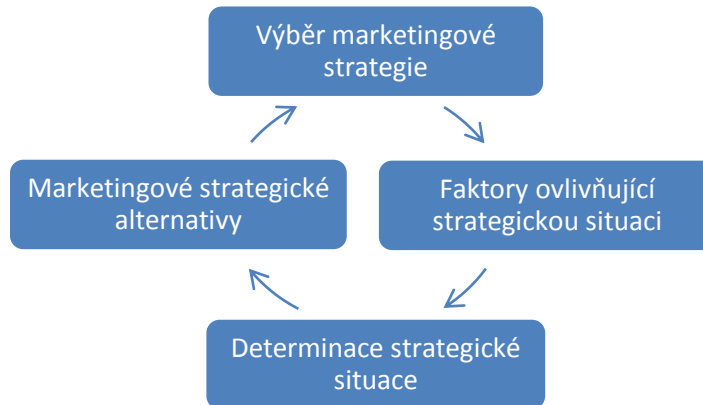 Výběr marketingové
strategie
Marketingové strategické
alternativy
Faktory ovlivňující
strategickou situaci
Determinace strategické
situace